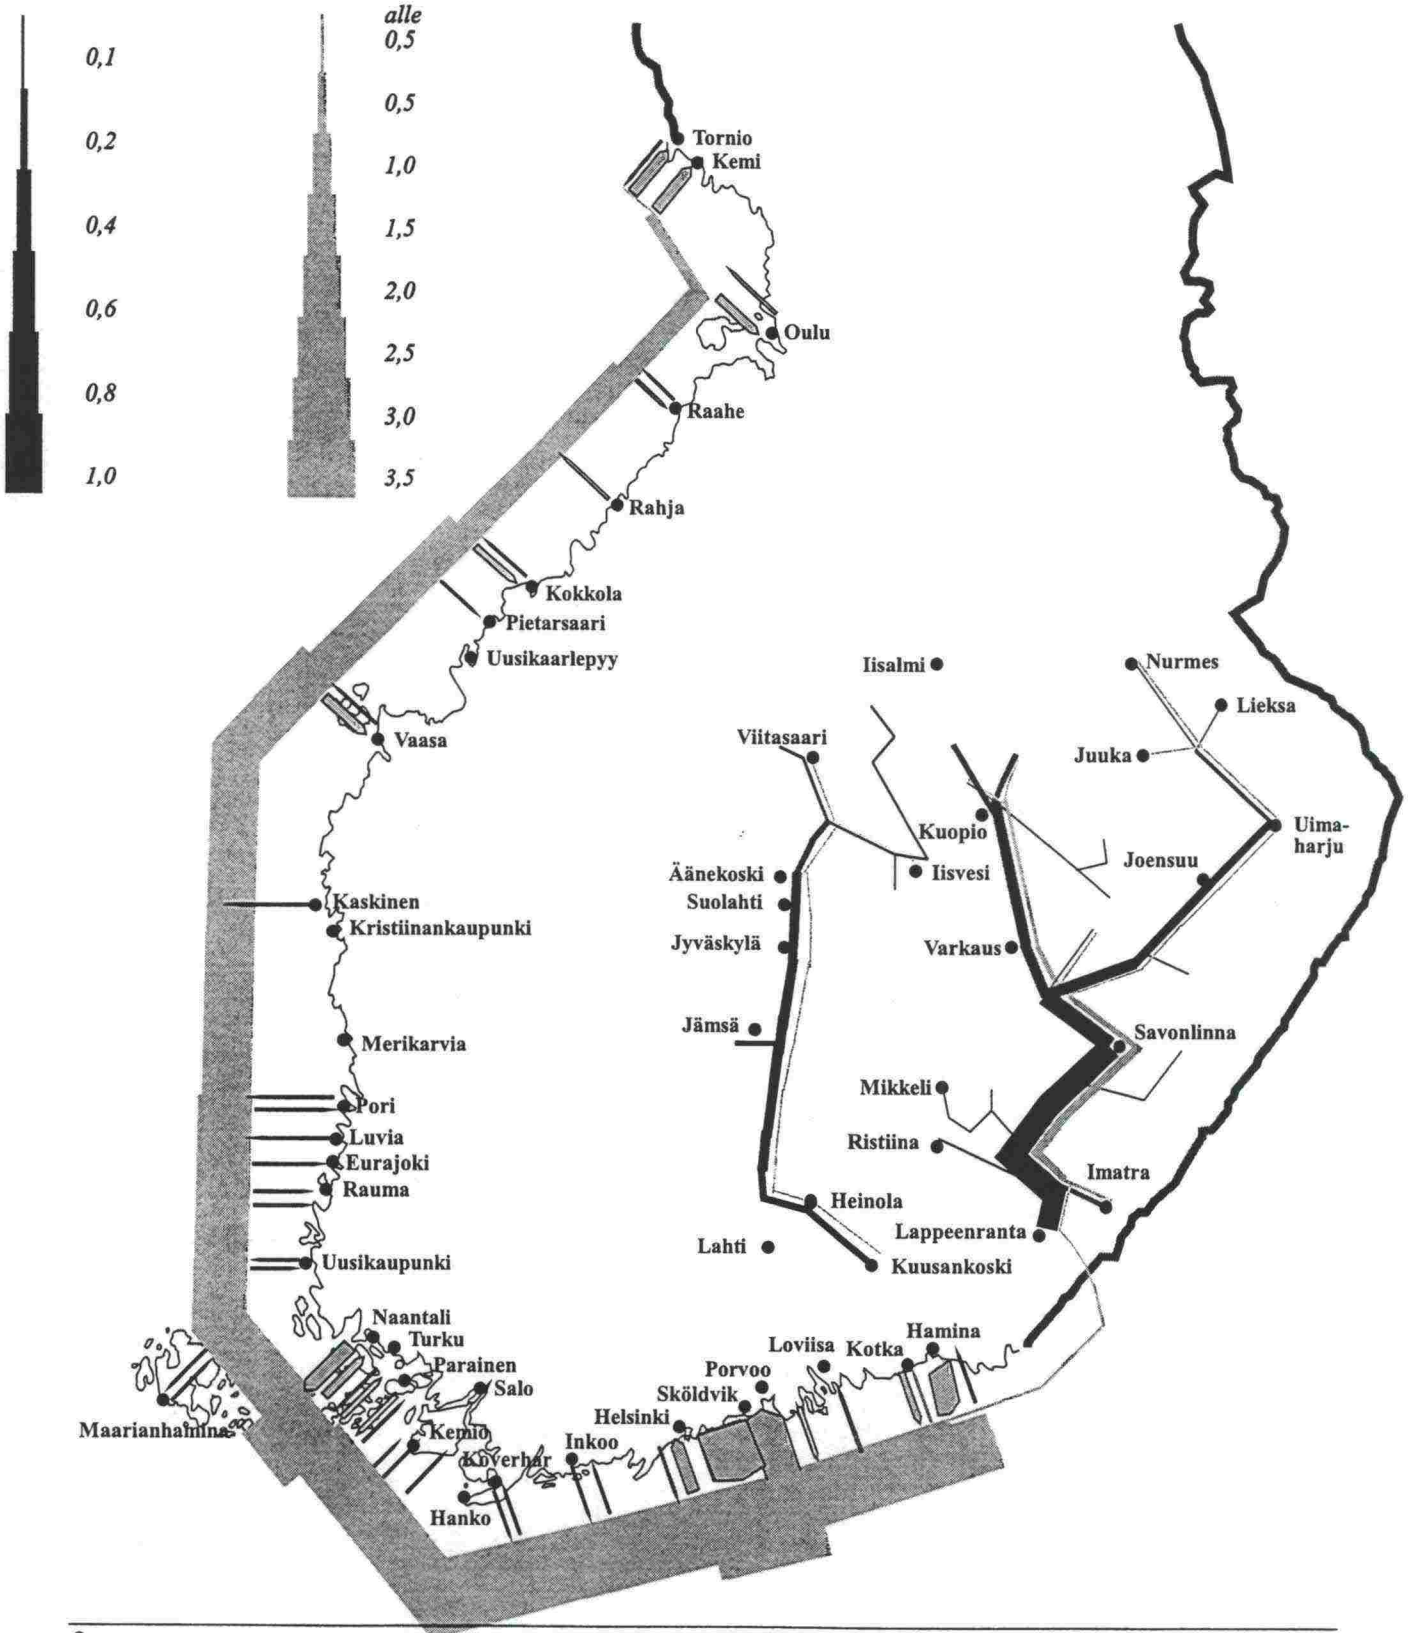 alle
0,5
0,1
0,5
0,2
1,0
0,4
1,5
2,0
0,6
2,5
0,8
3,0
1,0
3,5
Tornio
Kemi
Oulu
Raahe
Rahja
Kokkola
Pietarsaari
Uusikaarlepyy
Vaasa
Kaskinen
Kristiinankaupunki
Merikarvia
Pori
Luvia
Eurajoki
Rauma
Uusikaupunki
Naantali
Turku
Parainen
Salo
Maarianhamina
Kemiö
Koverhar
Hanko
Inkoo
Helsinki
Sköldvik
Porvoo
Loviisa
Kotka
Hamina
Iisalmi
Nurmes
Lieksa
Viitasaari
Juuka
Kuopio
Uima-
harju
Joensuu
Äänekoski
Iisvesi
Suolahti
Jyväskylä
Varkaus
Jämsä
Savonlinna
Mikkeli
Ristiina
Imatra
Heinola
Lappeenranta
Lahti
Kuusankoski